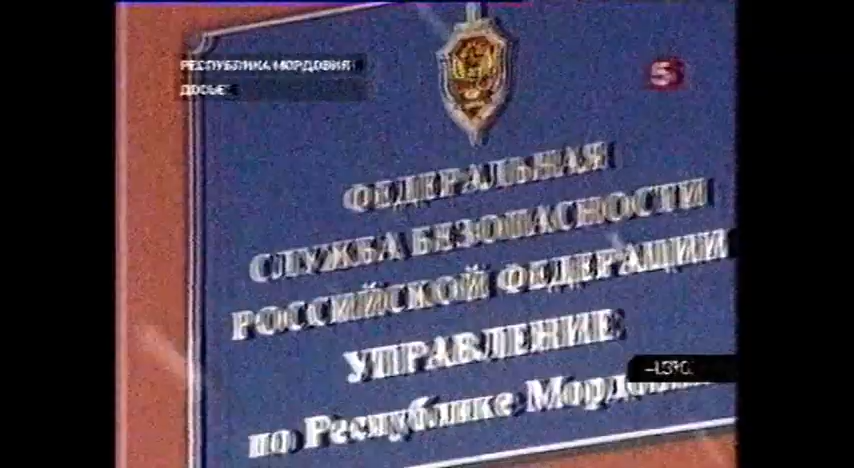 РЕСПУБЛИКА МОРДОВИЯ
ДОСЬЕ
5
ФЕДЕРАЛЬНАЯ
СЛУЖБА БЕЗОПАСНОСТИ
РОССИЙСКОЙ ФЕДЕРАЦИИ
УПРАВЛЕНИЕ
по Республике